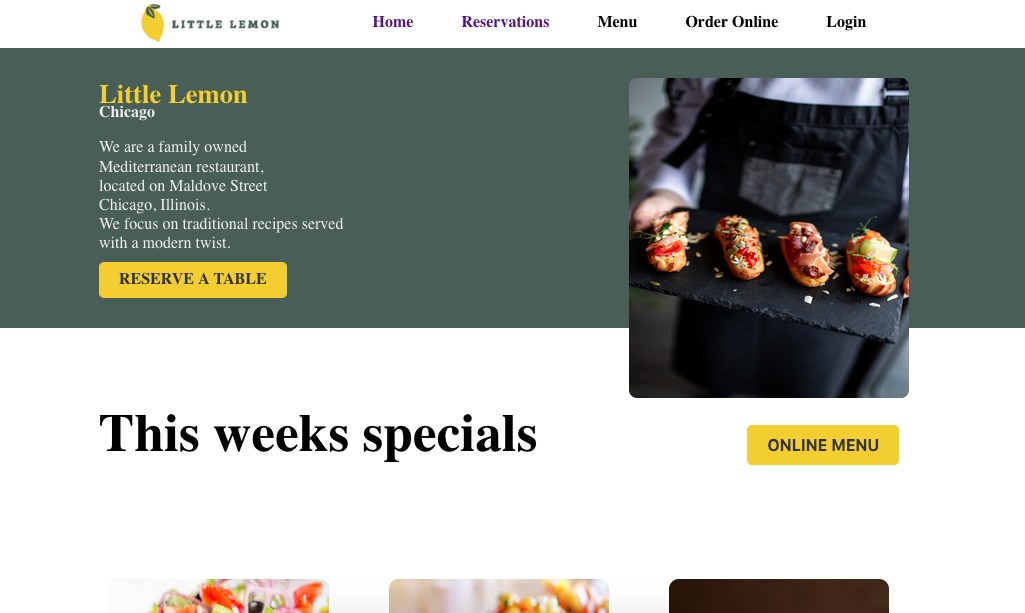 LITTLE LEMON
Home Reservations Menu Order Online Login
Little Lemon
Chicago
We are a family owned
Mediterranean restaurant,
located on Maldove Street
Chicago, Illinois.
We focus on traditional recipes served
with a modern twist.
RESERVE A TABLE
This weeks specials
ONLINE MENU